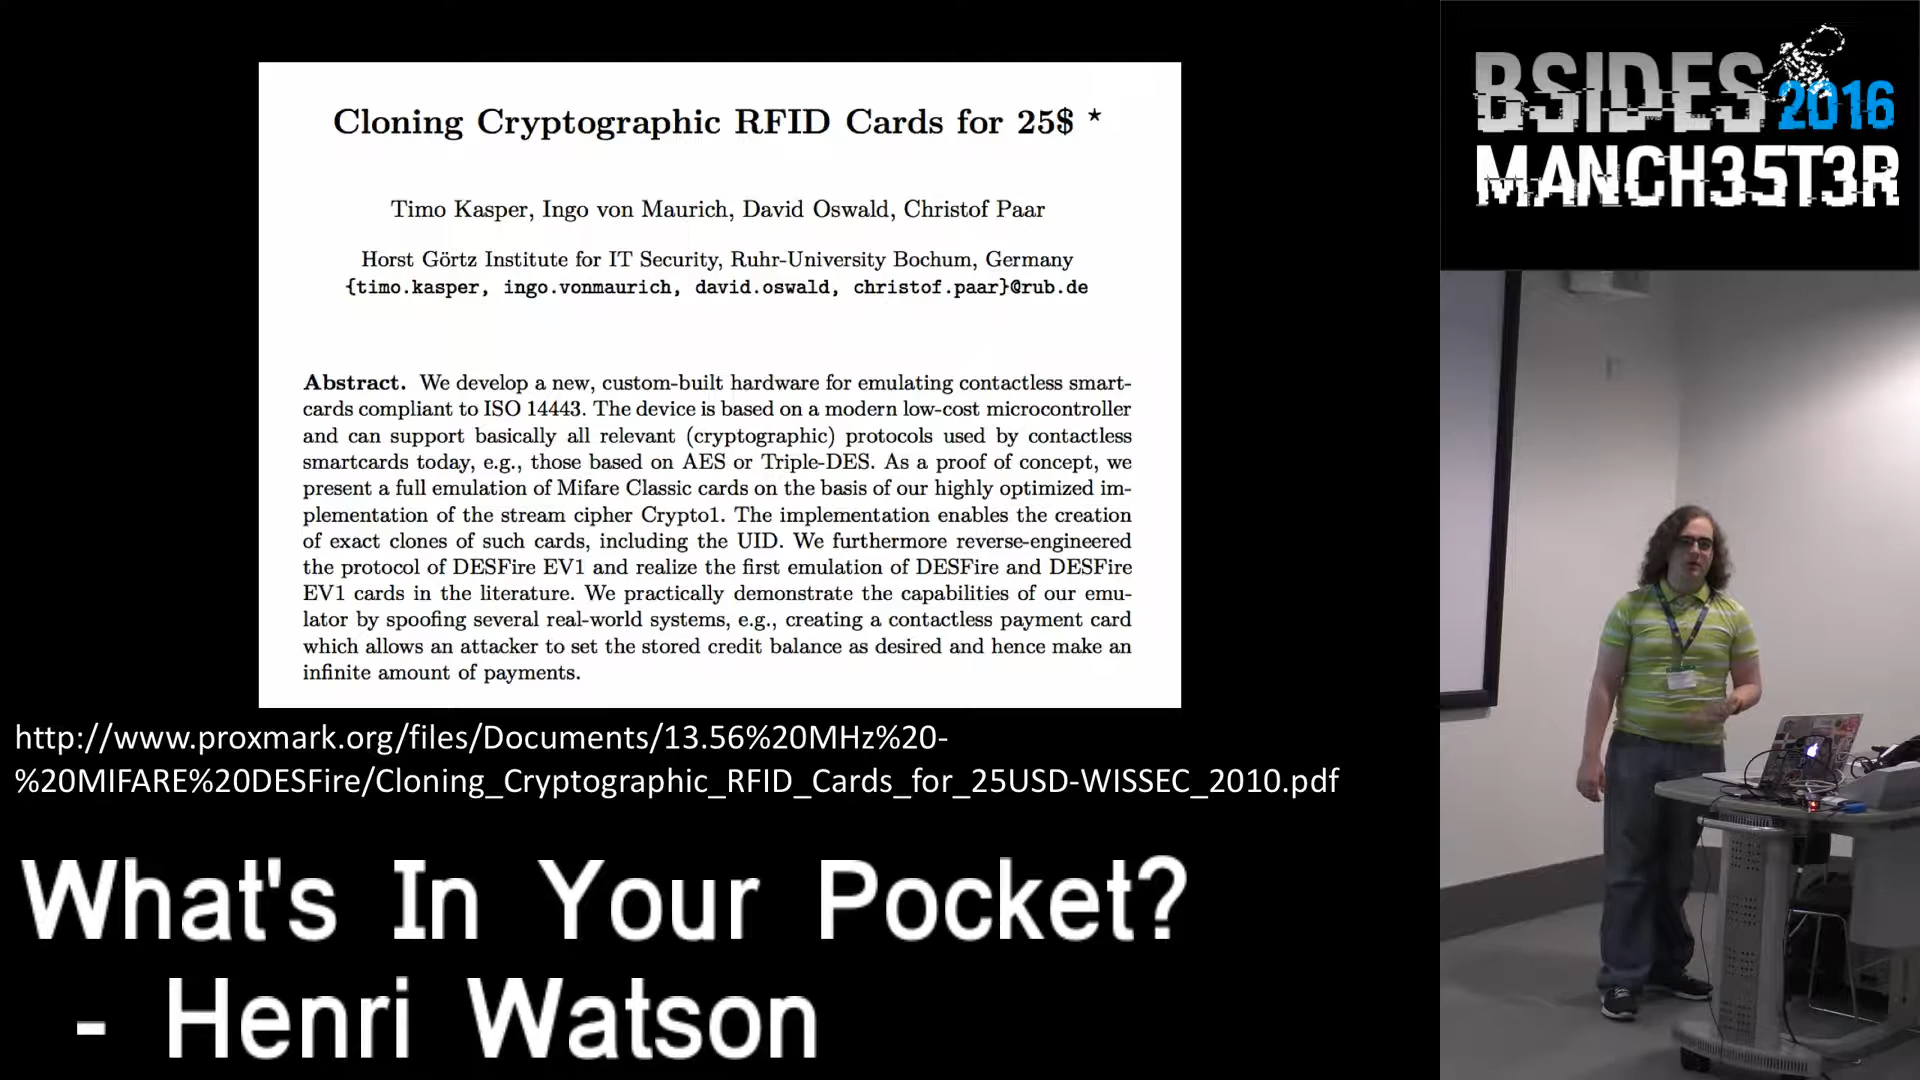 Cloning Cryptographic RFID Cards for 25$ *
Timo Kasper, Ingo von Maurich, David Oswald, Christof Paar
Horst Görtz Institute for IT Security, Ruhr-University Bochum, Germany
{timo.kasper, ingo.vonmaurich, david.oswald, christof.paar}@rub.de
Abstract. We develop a new, custom-built hardware for emulating contactless smart-
cards compliant to ISO 14443. The device is based on a modern low-cost microcontroller
and can support basically all relevant (cryptographic) protocols used by contactless
smartcards today, e.g., those based on AES or Triple-DES. As a proof of concept, we
present a full emulation of Mifare Classic cards on the basis of our highly optimized im-
plementation of the stream cipher Crypto1. The implementation enables the creation
of exact clones of such cards, including the UID. We furthermore reverse-engineered
the protocol of DESFire EV1 and realize the first emulation of DESFire and DESFire
EV1 cards in the literature. We practically demonstrate the capabilities of our emu-
lator by spoofing several real-world systems, e.g., creating a contactless payment card
which allows an attacker to set the stored credit balance as desired and hence make an
infinite amount of payments.
http://www.proxmark.org/files/Documents/13.56%20MHz%20-
%20MIFARE%20DESFire/Cloning_Cryptographic_RFID_Cards_for_25USD-WISSEC_2010.pdf
What's In Your Pocket?
- Henri Watson
BSIDES 2016
MANCH35T3R